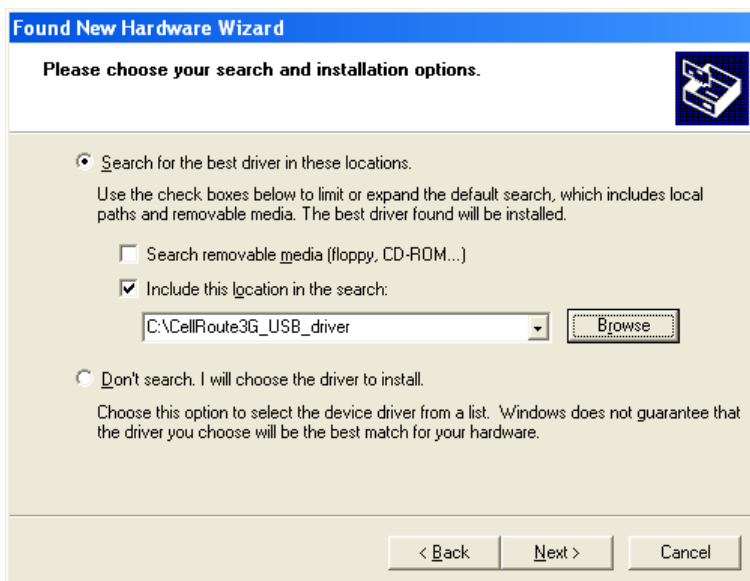 Found New Hardware Wizard
Please choose your search and installation options.
Search for the best driver in these locations.
Use the check boxes below to limit or expand the default search, which includes local
paths and removable media. The best driver found will be installed.
Search removable media (floppy, CD-ROM...)
Include this location in the search:
C:\CellRoute3G_USB_driver
Browse
Don't search. I will choose the driver to install.
Choose this option to select the device driver from a list. Windows does not guarantee that
the driver you choose will be the best match for your hardware.
< Back
Next >
Cancel